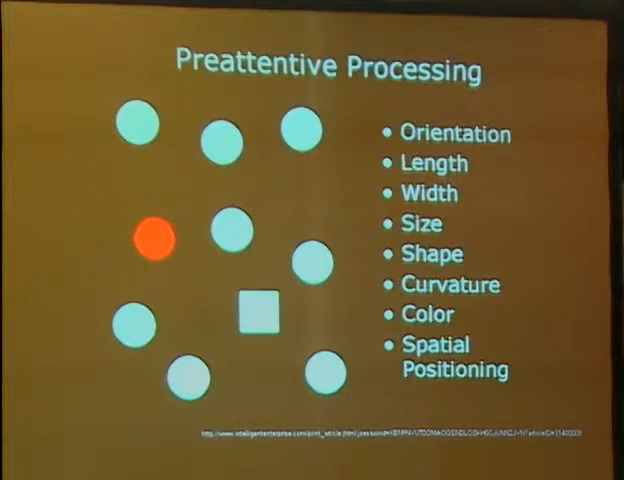 Preattentive Processing
• Orientation
• Length
• Width
• Size
• Shape
• Curvature
• Color
• Spatial
Positioning